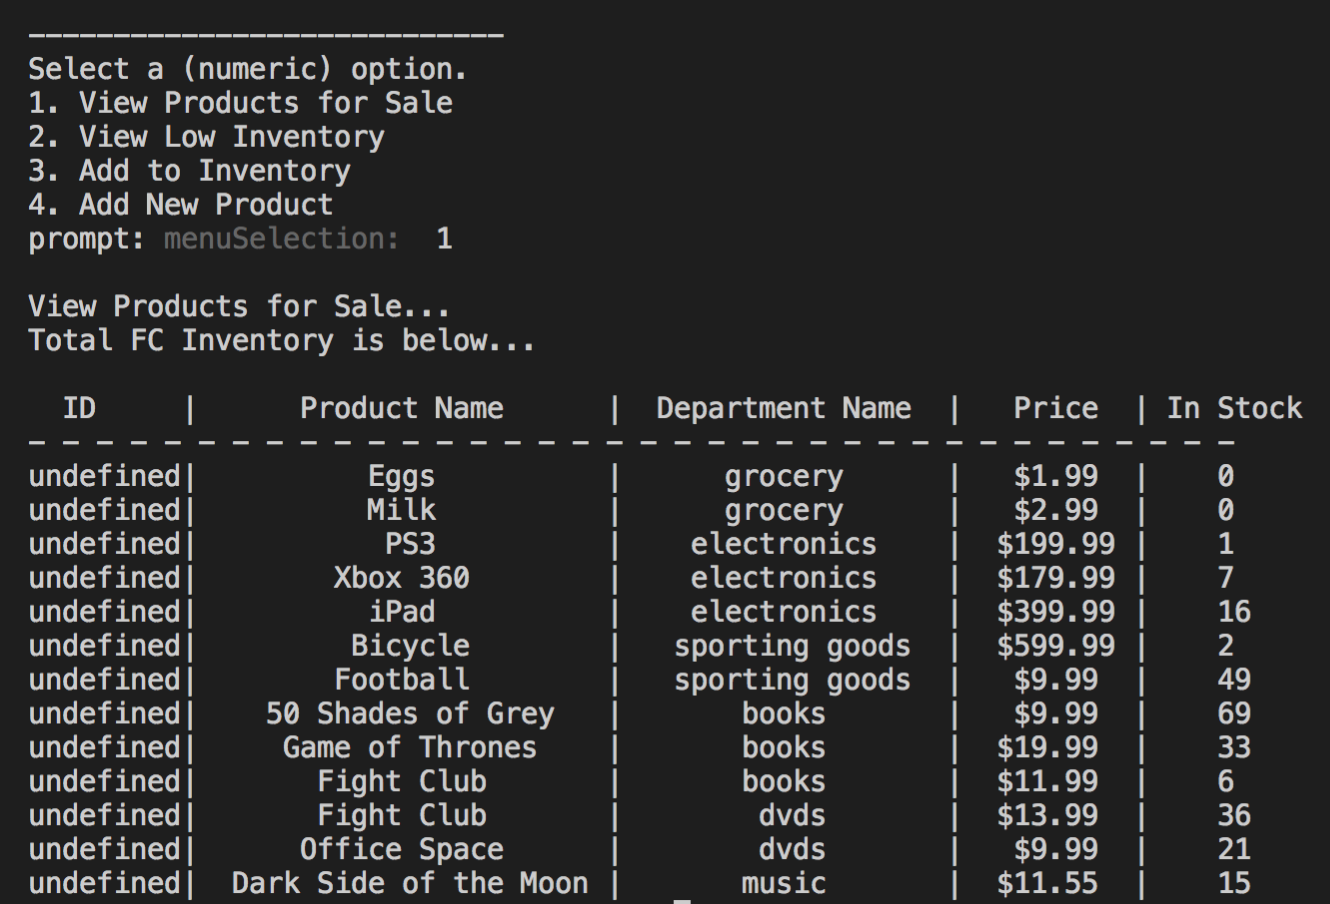 ----------------------------
Select a (numeric) option.
1. View Products for Sale
2. View Low Inventory
3. Add to Inventory
4. Add New Product
prompt: menuSelection:  1
View Products for Sale...
Total FC Inventory is below...
  ID     |      Product Name      |  Department Name  |   Price  | In Stock
- - - - - - - - - - - - - - - - - - - - - - - - - - - - - - - - - - - -
undefined|          Eggs          |      grocery      |   $1.99  |    0
undefined|          Milk          |      grocery      |   $2.99  |    0
undefined|           PS3          |    electronics    |  $199.99 |    1
undefined|        Xbox 360        |    electronics    |  $179.99 |    7
undefined|          iPad          |    electronics    |  $399.99 |    16
undefined|         Bicycle        |   sporting goods  |  $599.99 |    2
undefined|        Football        |   sporting goods  |   $9.99  |    49
undefined|    50 Shades of Grey   |       books       |   $9.99  |    69
undefined|     Game of Thrones    |       books       |  $19.99  |    33
undefined|       Fight Club       |       books       |  $11.99  |    6
undefined|       Fight Club       |        dvds       |  $13.99  |    36
undefined|      Office Space      |        dvds       |   $9.99  |    21
undefined|  Dark Side of the Moon |       music       |  $11.55  |    15